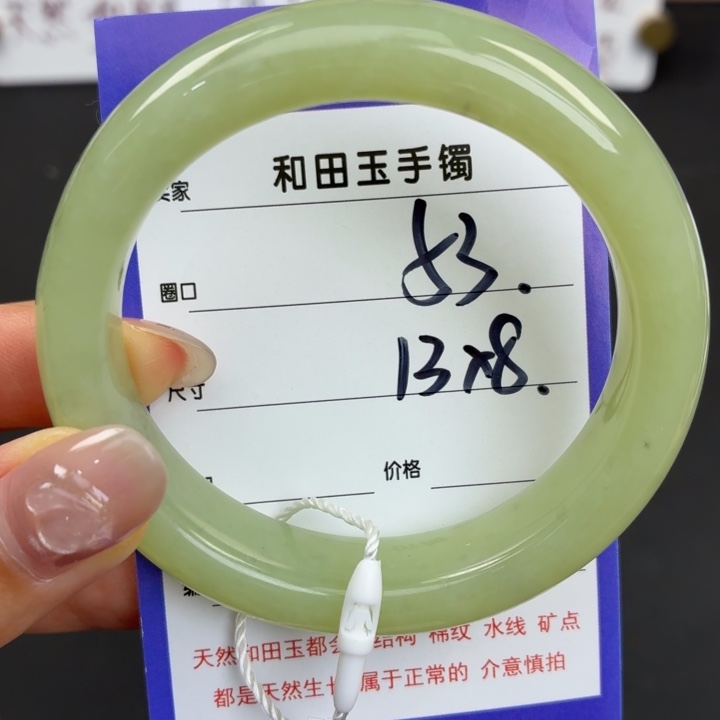 和田玉手镯
家
圈口 53.
尺寸 13x8.
价格
天然和田玉都会 结构 棉纹 水线 矿点
都是天然生长 属于正常的 介意慎拍